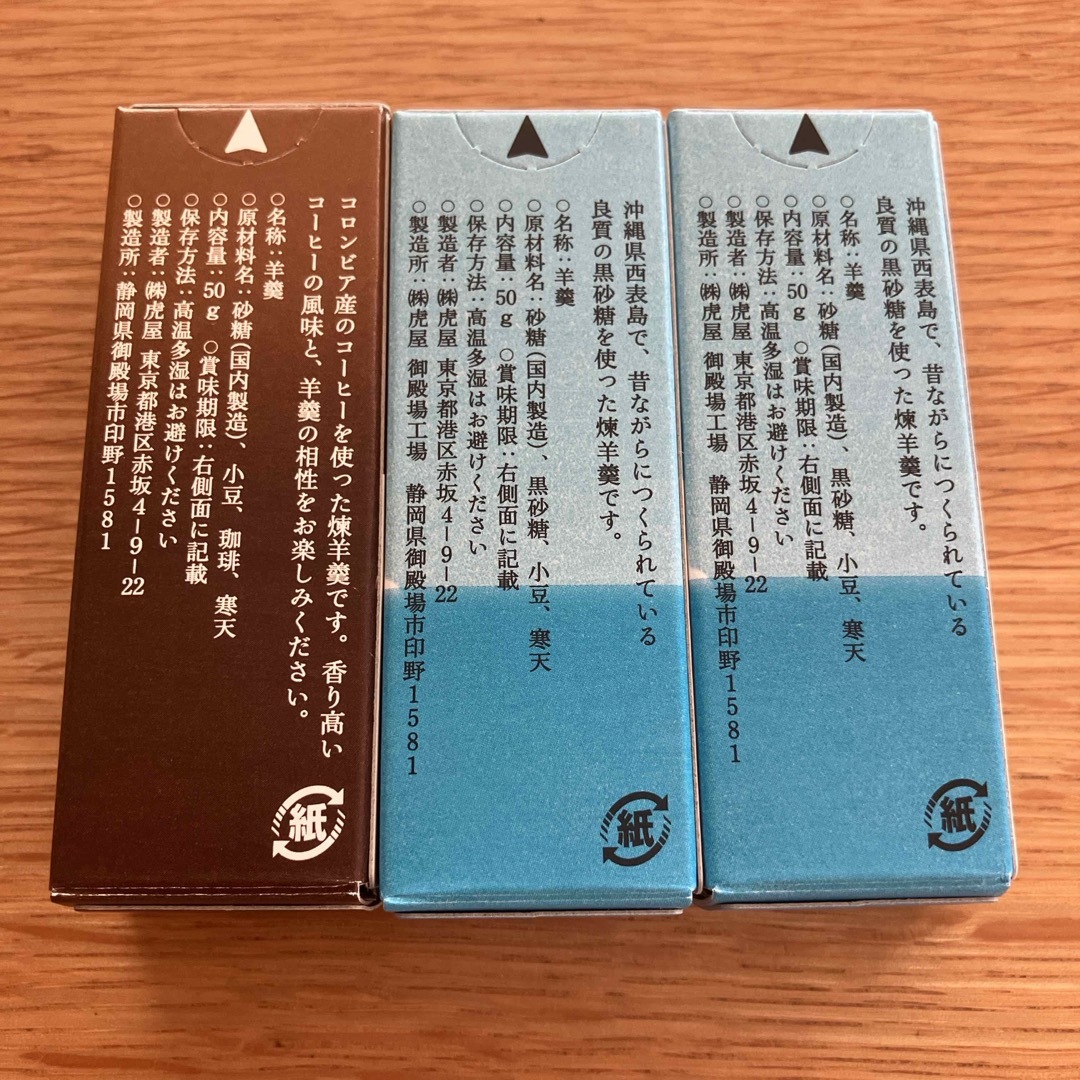 コロンビア産のコーヒーを使った煉羊羹です。香り高い
コーヒーの風味と、羊羹の相性をお楽しみください。
○名称:羊羹
○原材料名:砂糖(国内製造)、小豆、珈琲、寒天
○内容量:50g ○賞味期限:右側面に記載
○保存方法:高温多湿はお避けください
○製造者:㈱虎屋 東京都港区赤坂4-9-22
○製造所:静岡県御殿場市印野1581
紙
沖縄県西表島で、昔ながらにつくられている
良質の黒砂糖を使った煉羊羹です。
○名称:羊羹
○原材料名:砂糖(国内製造)、黒砂糖、小豆、寒天
○内容量:50g ○賞味期限:右側面に記載
○保存方法:高温多湿はお避けください
○製造者:㈱虎屋 東京都港区赤坂4-9-22
○製造所:㈱虎屋 御殿場工場 静岡県御殿場市印野1581
紙
沖縄県西表島で、昔ながらにつくられている
良質の黒砂糖を使った煉羊羹です。
○名称:羊羹
○原材料名:砂糖(国内製造)、黒砂糖、小豆、寒天
○内容量:50g ○賞味期限:右側面に記載
○保存方法:高温多湿はお避けください
○製造者:㈱虎屋 東京都港区赤坂4-9-22
○製造所:㈱虎屋 御殿場工場 静岡県御殿場市印野1581
紙